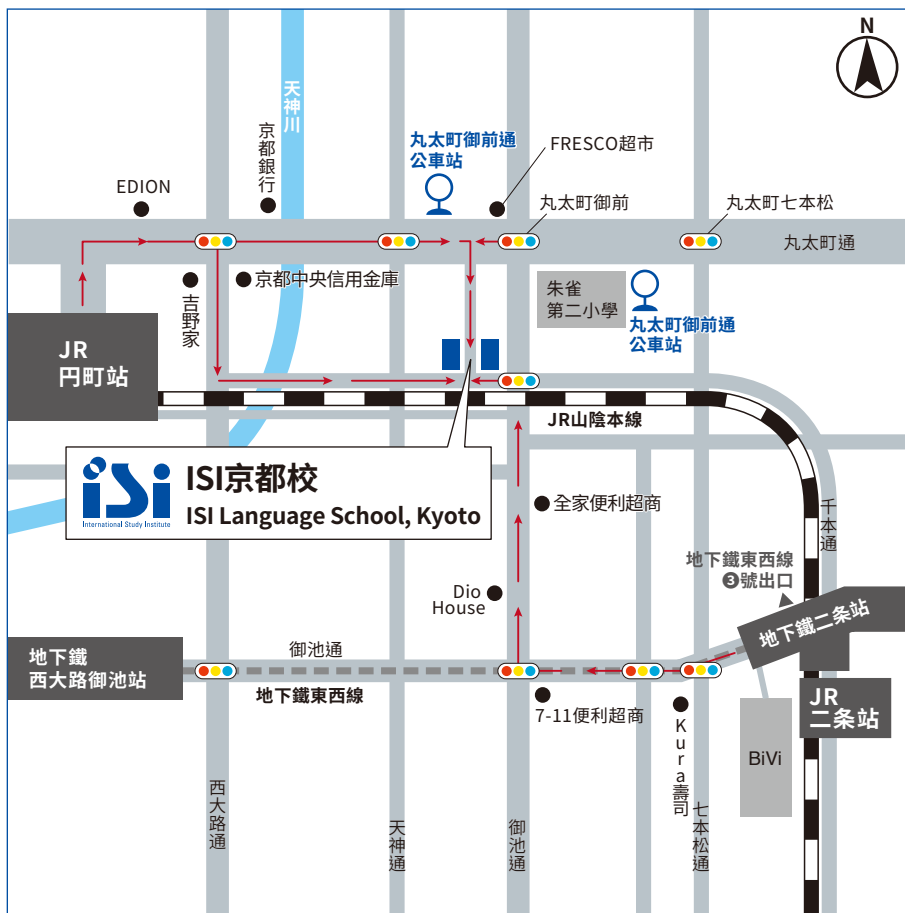 N
天神川
京都銀行
丸太町御前通
公車站
FRESCO超市
EDION
丸太町御前
丸太町七本松
丸太町通
吉野家
京都中央信用金庫
朱雀
第二小學
丸太町御前通
公車站
JR
円町站
JR山陰本線
iSi
International Study Institute
ISI京都校
ISI Language School, Kyoto
全家便利超商
千本通
地下鐵東西線
❸號出口
Dio
House
地下鐵二条站
地下鐵
西大路御池站
御池通
地下鐵東西線
7-11便利超商
Kura壽司
JR
二条站
BiVi
西大路通
天神通
御池通
七本松通